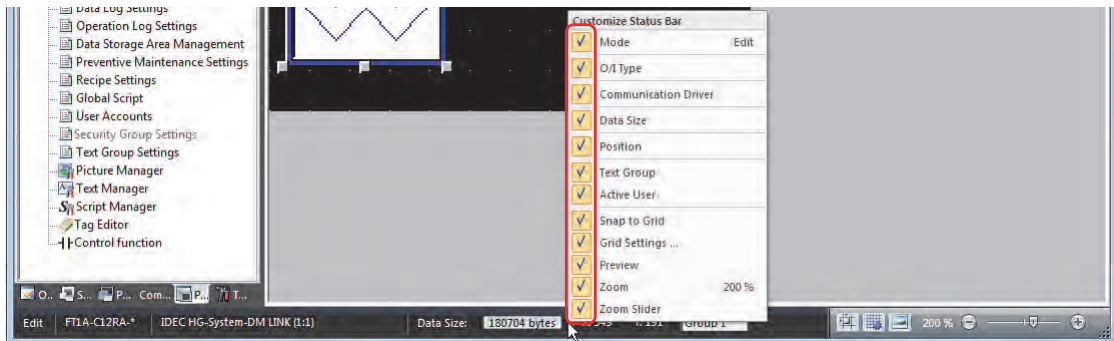 Data Log Settings
Operation Log Settings
Data Storage Area Management
Preventive Maintenance Settings
Recipe Settings
Global Script
User Accounts
Security Group Settings
Text Group Settings
Picture Manager
Text Manager
Script Manager
Tag Editor
Control function
O.. S... P... Com... P... T...
Customize Status Bar
Mode Edit
O/I Type
Communication Driver
Data Size
Position
Text Group
Active User
Snap to Grid
Grid Settings ...
Preview
Zoom 200 %
Zoom Slider
Edit FT1A-C12RA-* IDEC HG-System-DM LINK (1:1) Data Size: 180704 bytes Group 1 200 %